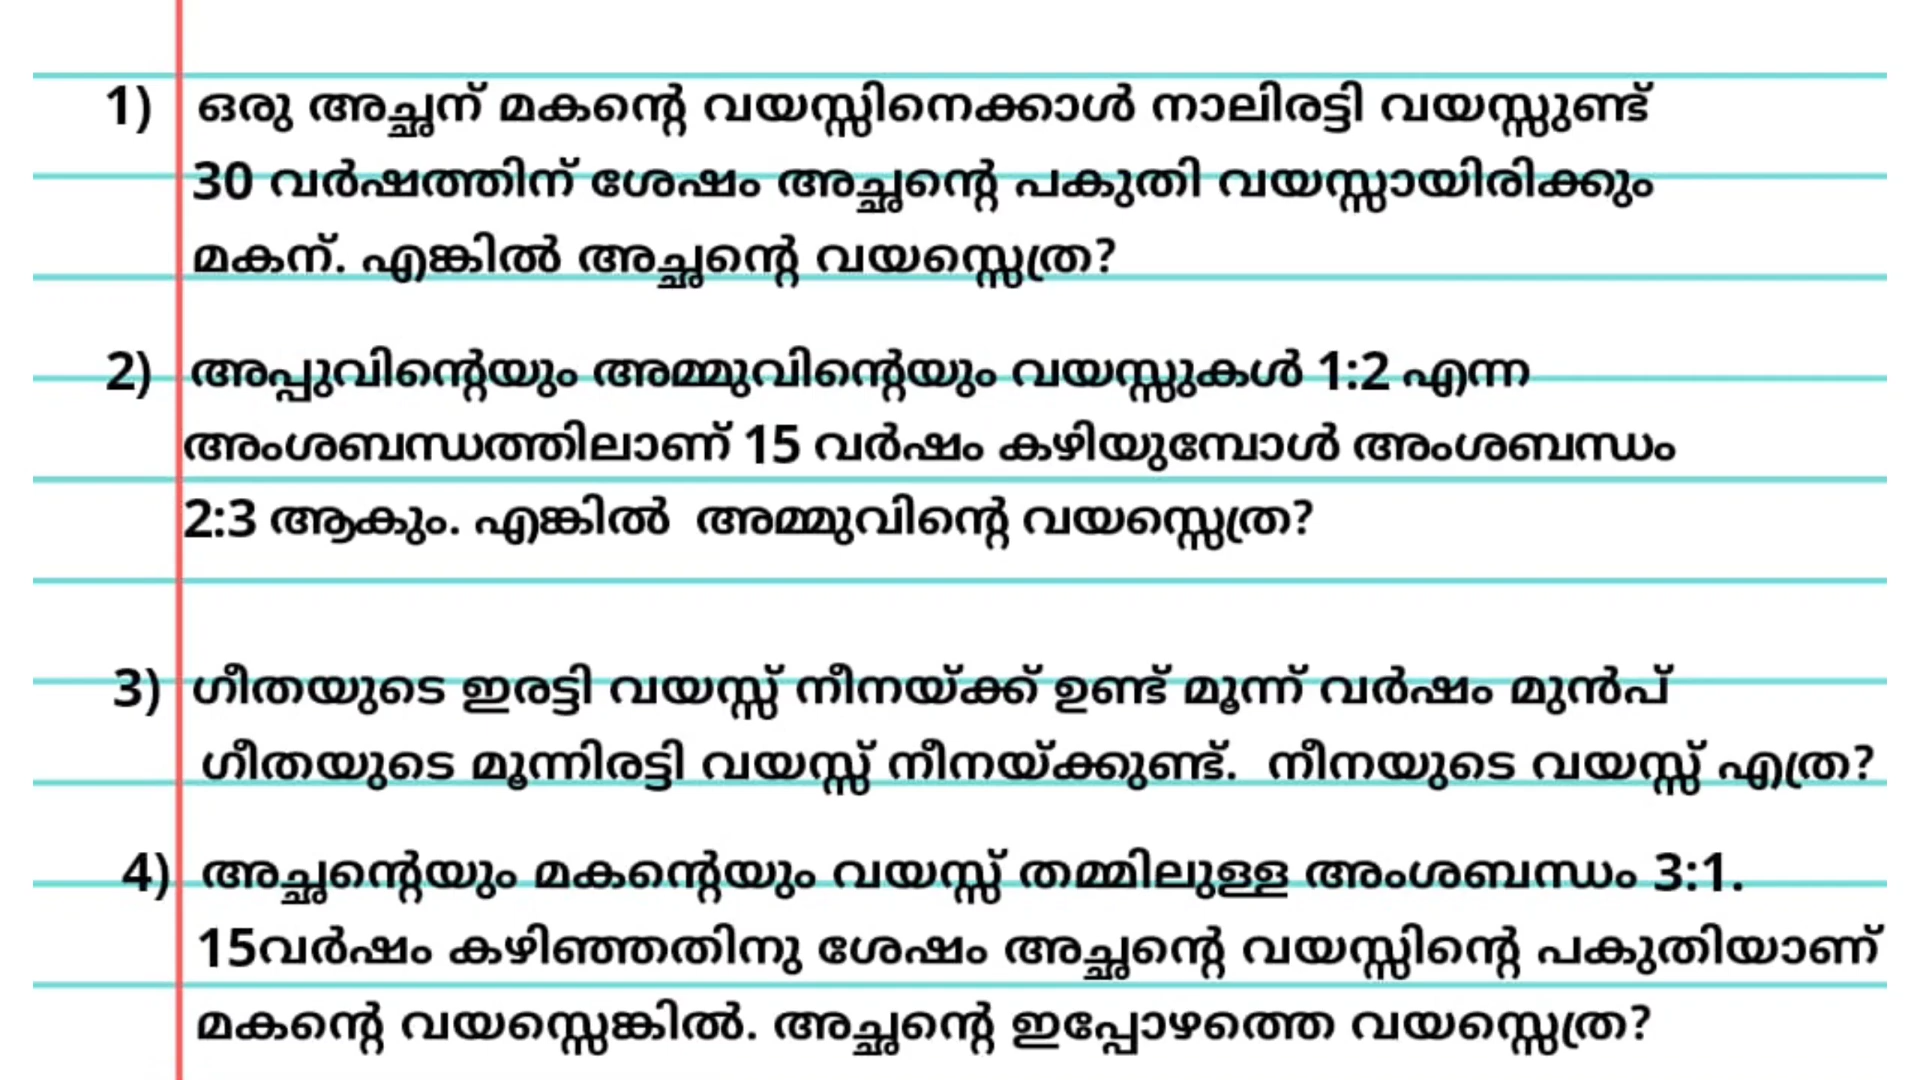 1) ഒരു അച്ഛന് മകന്റെ വയസ്സിനെക്കാൾ നാലിരട്ടി വയസ്സുണ്ട്
30 വർഷത്തിന് ശേഷം അച്ഛന്റെ പകുതി വയസ്സായിരിക്കും
മകന്. എങ്കിൽ അച്ഛന്റെ വയസ്സെത്ര?
2) അപ്പുവിന്റെയും അമ്മുവിന്റെയും വയസ്സുകൾ 1:2 എന്ന
അംശബന്ധത്തിലാണ് 15 വർഷം കഴിയുമ്പോൾ അംശബന്ധം
2:3 ആകും. എങ്കിൽ അമ്മുവിന്റെ വയസ്സെത്ര?
3) ഗീതയുടെ ഇരട്ടി വയസ്സ് നീനയ്ക്ക് ഉണ്ട് മൂന്ന് വർഷം മുൻപ്
ഗീതയുടെ മൂന്നിരട്ടി വയസ്സ് നീനയ്ക്കുണ്ട്. നീനയുടെ വയസ്സ് എത്ര?
4) അച്ഛന്റെയും മകന്റെയും വയസ്സ് തമ്മിലുള്ള അംശബന്ധം 3:1.
15വർഷം കഴിഞ്ഞതിനു ശേഷം അച്ഛന്റെ വയസ്സിന്റെ പകുതിയാണ്
മകന്റെ വയസ്സെങ്കിൽ. അച്ഛന്റെ ഇപ്പോഴത്തെ വയസ്സെത്ര?